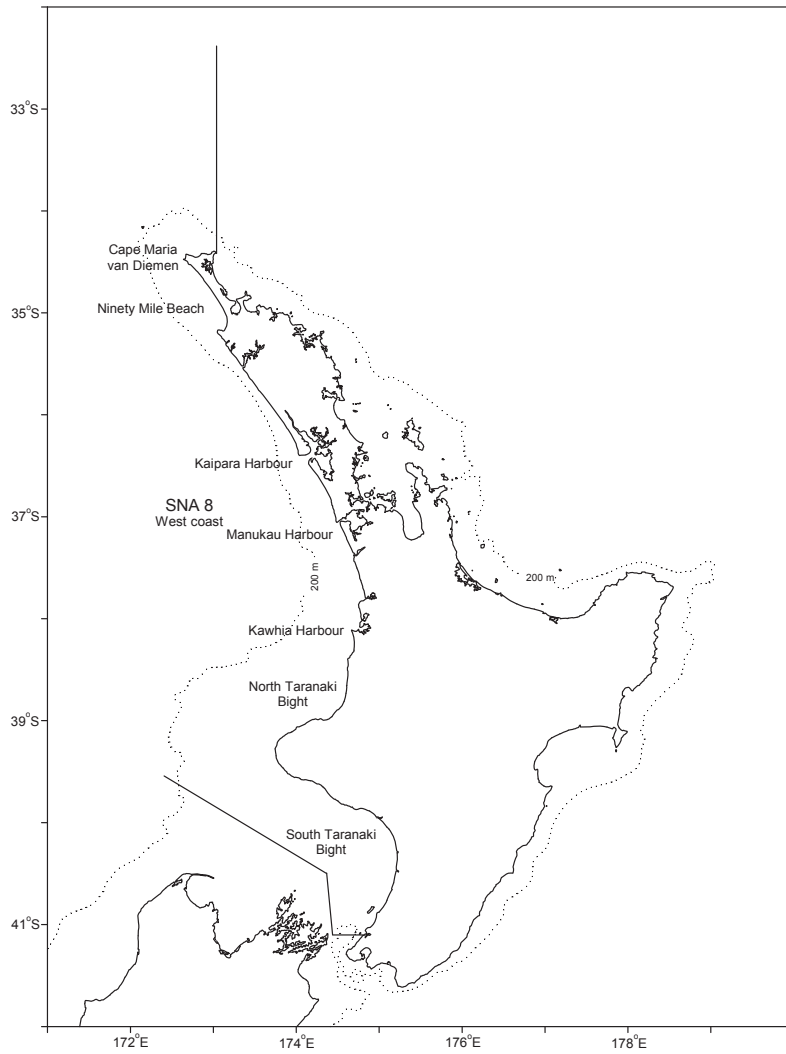 33°S
Cape Maria
van Diemen
Ninety Mile Beach
35°S
Kaipara Harbour
SNA 8
West coast
37°S
Manukau Harbour
200 m
200 m
Kawhia Harbour
North Taranaki
Bight
39°S
South Taranaki
Bight
41°S
172°E
174°E
176°E
178°E